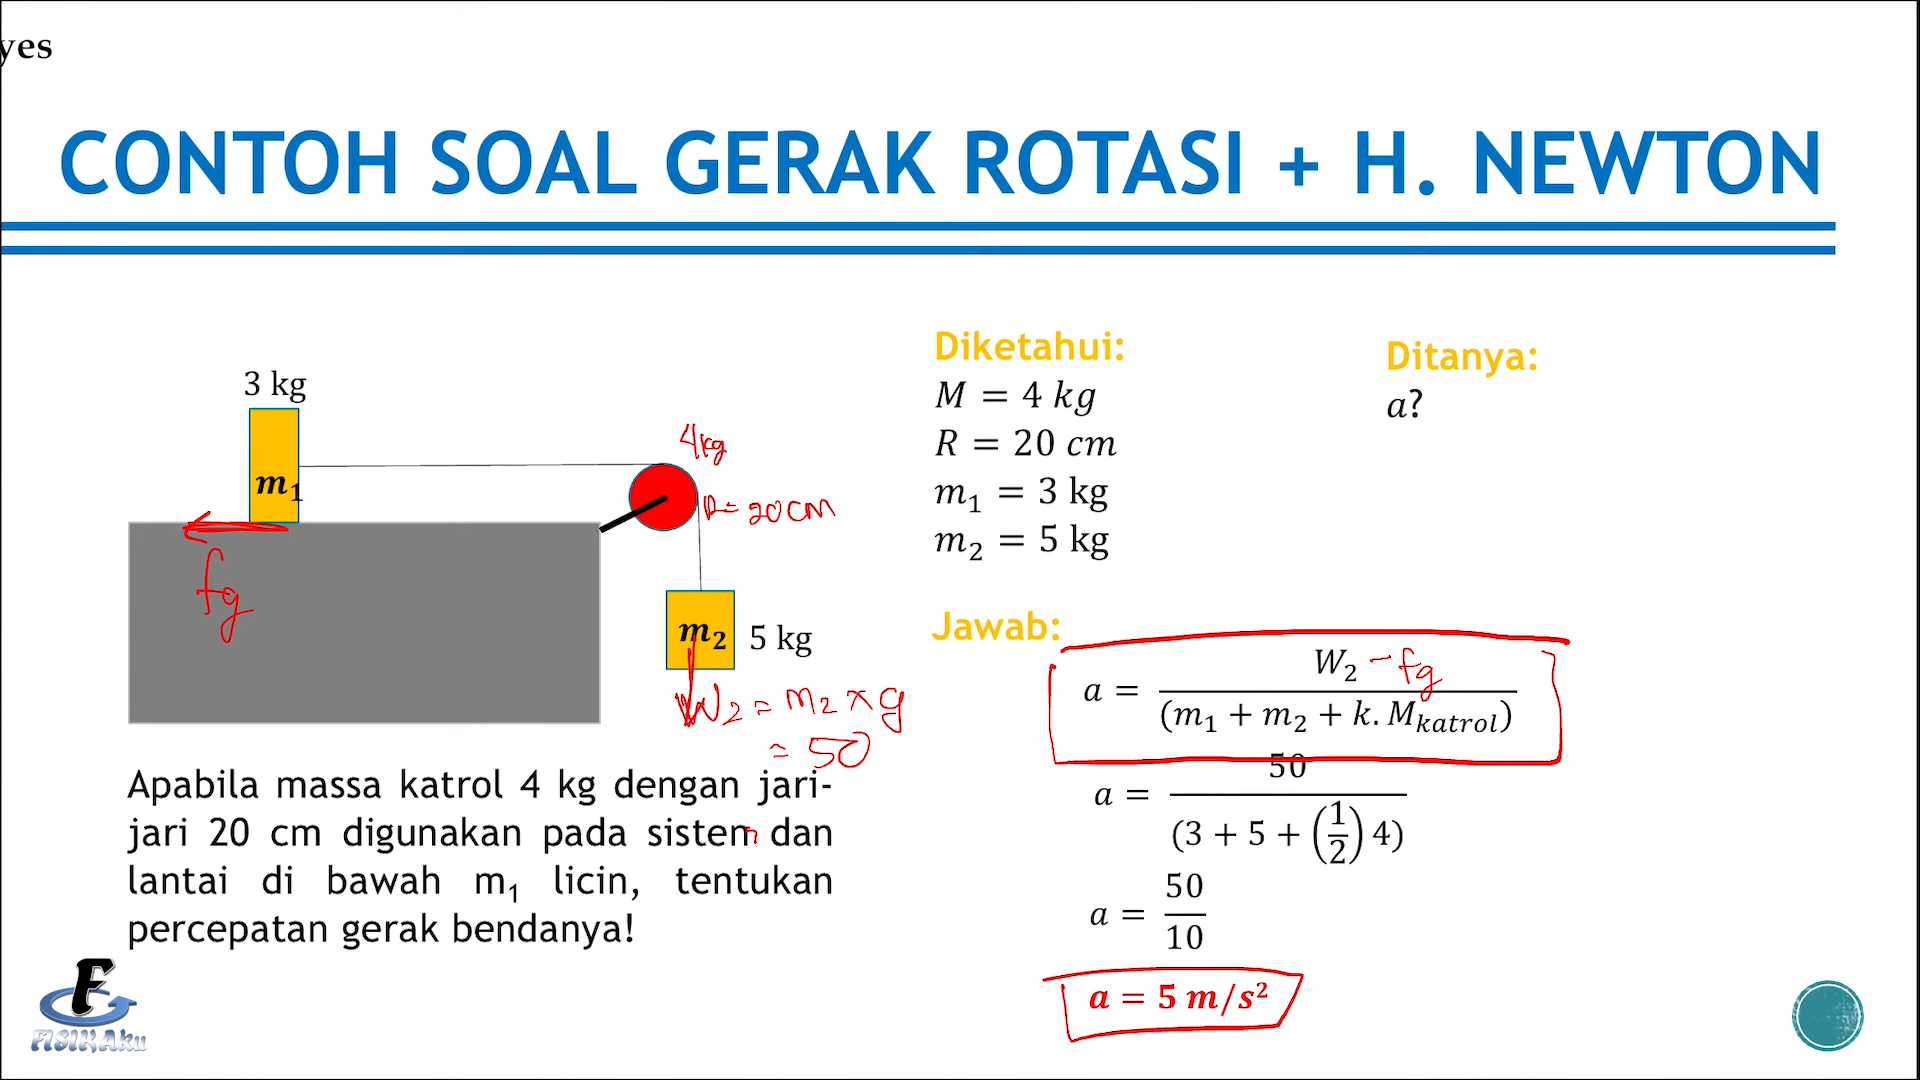 yes
CONTOH SOAL GERAK ROTASI + H. NEWTON
3 kg
m₁
4kg
R = 20 cm
fg
m₂
5 kg
W₂ = m₂ x g
= 50
Apabila massa katrol 4 kg dengan jari-
jari 20 cm digunakan pada sistem dan
lantai di bawah m₁ licin, tentukan
percepatan gerak bendanya!
Diketahui:
M = 4 kg
R = 20 cm
m₁ = 3 kg
m₂ = 5 kg
Ditanya:
a?
Jawab:
a = W₂ - fg / (m₁ + m₂ + k. M_katrol)
a = 50 / (3 + 5 + (1/2) 4)
a = 50/10
a = 5 m/s²
F
FISIKAku